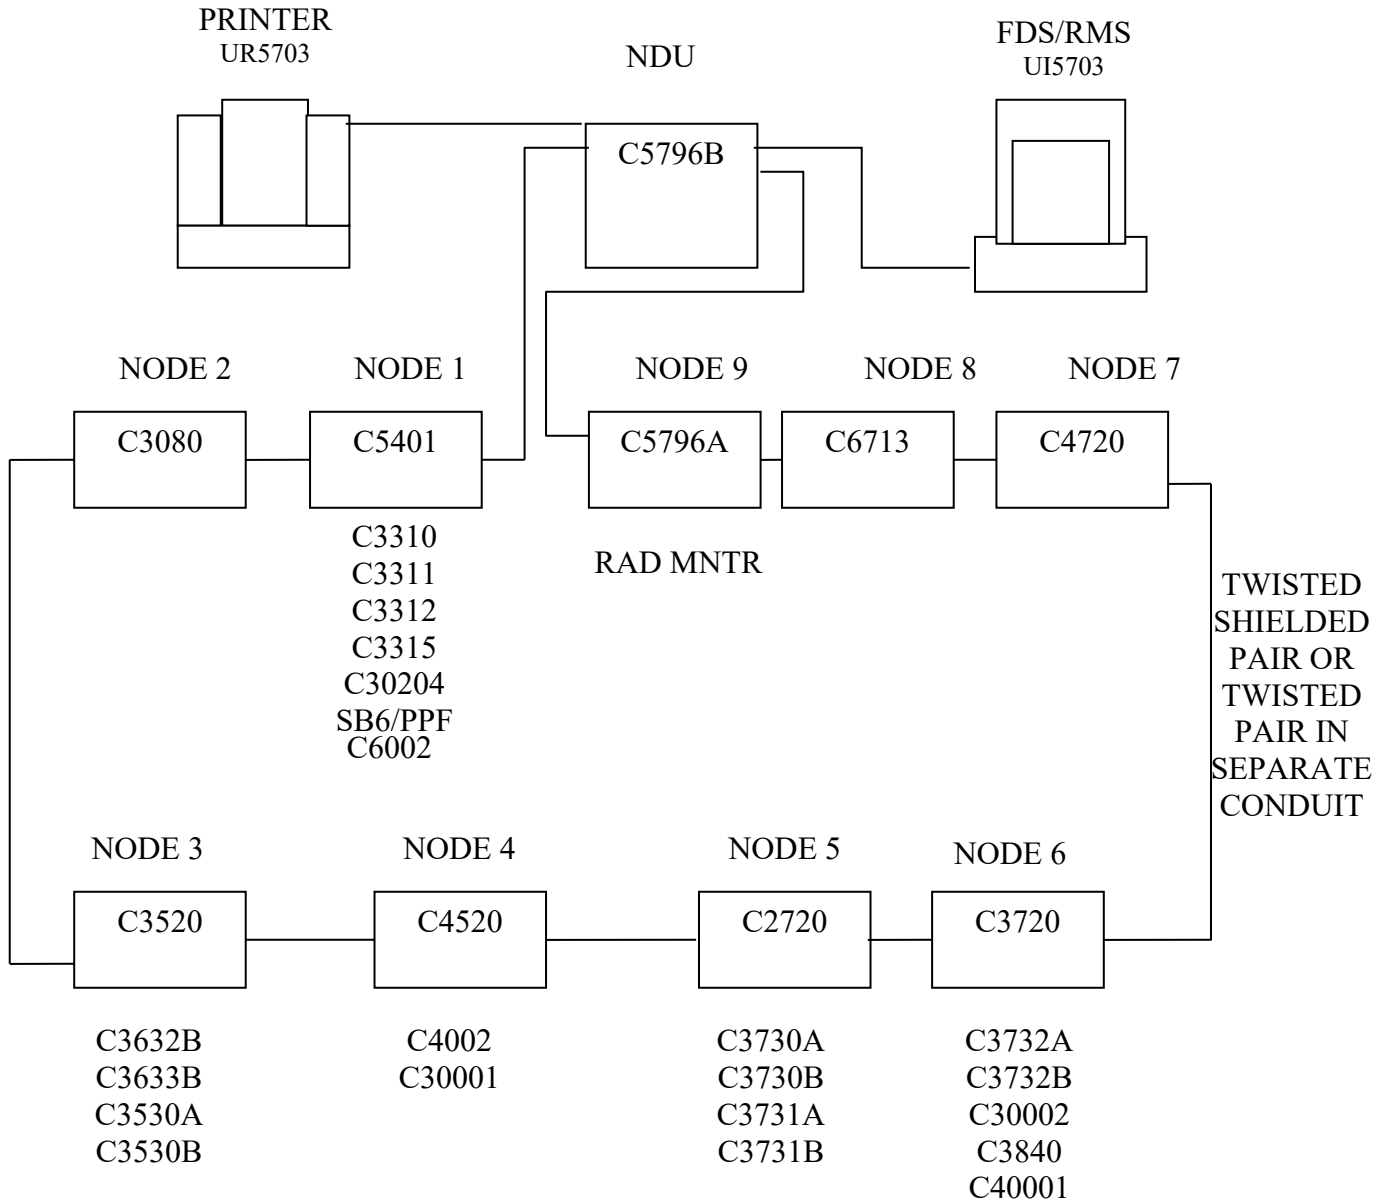 PRINTER
UR5703
NDU
FDS/RMS
UI5703
C5796B
NODE 2
NODE 1
NODE 9
NODE 8
NODE 7
C3080
C5401
C5796A
C6713
C4720
C3310
C3311
C3312
C3315
C30204
SB6/PPF
C6002
RAD MNTR
TWISTED
SHIELDED
PAIR OR
TWISTED
PAIR IN
SEPARATE
CONDUIT
NODE 3
NODE 4
NODE 5
NODE 6
C3520
C4520
C2720
C3720
C3632B
C3633B
C3530A
C3530B
C4002
C30001
C3730A
C3730B
C3731A
C3731B
C3732A
C3732B
C30002
C3840
C40001